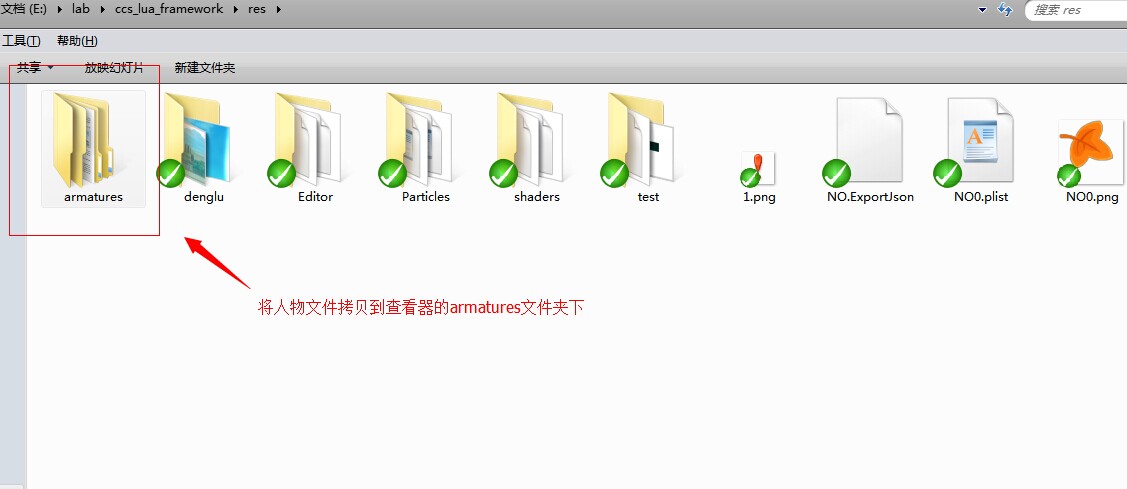 文档 (E:) ▸ lab ▸ ccs_lua_framework ▸ res ▸
搜索 res
工具(T) 帮助(H)
共享 放映幻灯片 新建文件夹
armatures denglu Editor Particles shaders test 1.png NO.ExportJson NO0.plist NO0.png
将人物文件拷贝到查看器的armatures文件夹下